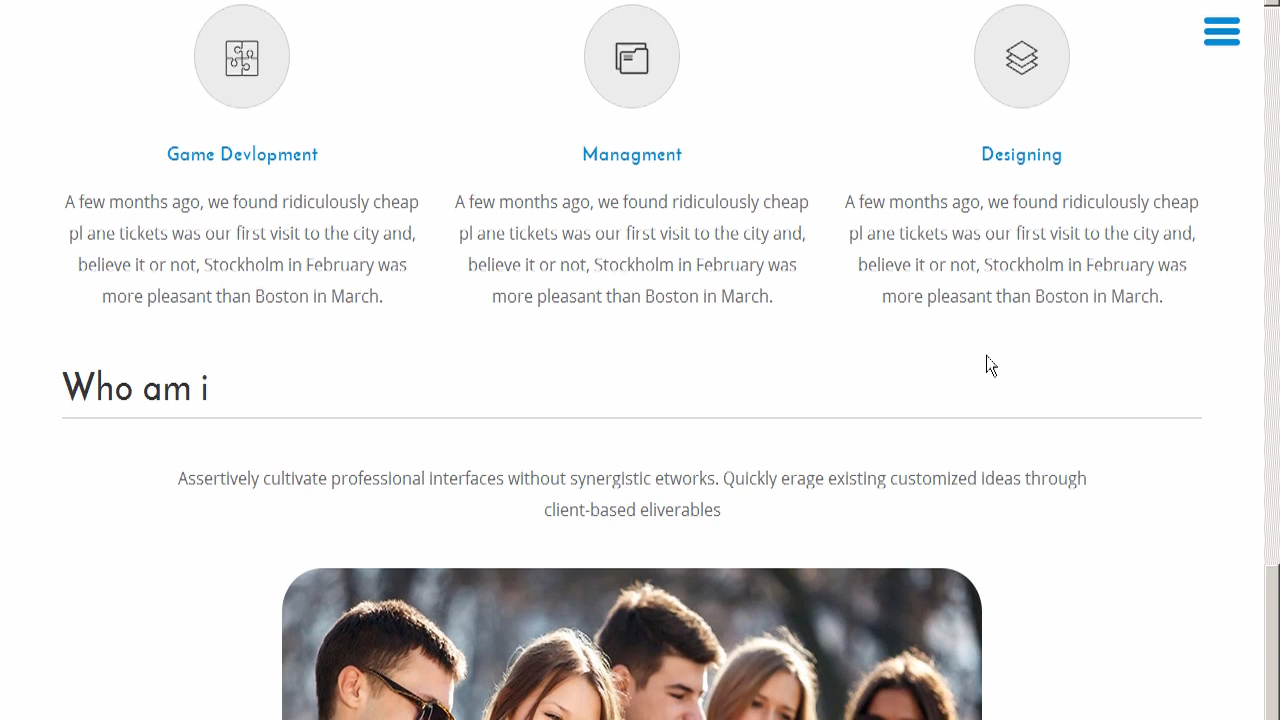 Game Devlopment
A few months ago, we found ridiculously cheap
pl ane tickets was our first visit to the city and,
believe it or not, Stockholm in February was
more pleasant than Boston in March.
Managment
A few months ago, we found ridiculously cheap
pl ane tickets was our first visit to the city and,
believe it or not, Stockholm in February was
more pleasant than Boston in March.
Designing
A few months ago, we found ridiculously cheap
pl ane tickets was our first visit to the city and,
believe it or not, Stockholm in February was
more pleasant than Boston in March.
Who am i
Assertively cultivate professional interfaces without synergistic etworks. Quickly erage existing customized ideas through
client-based eliverables